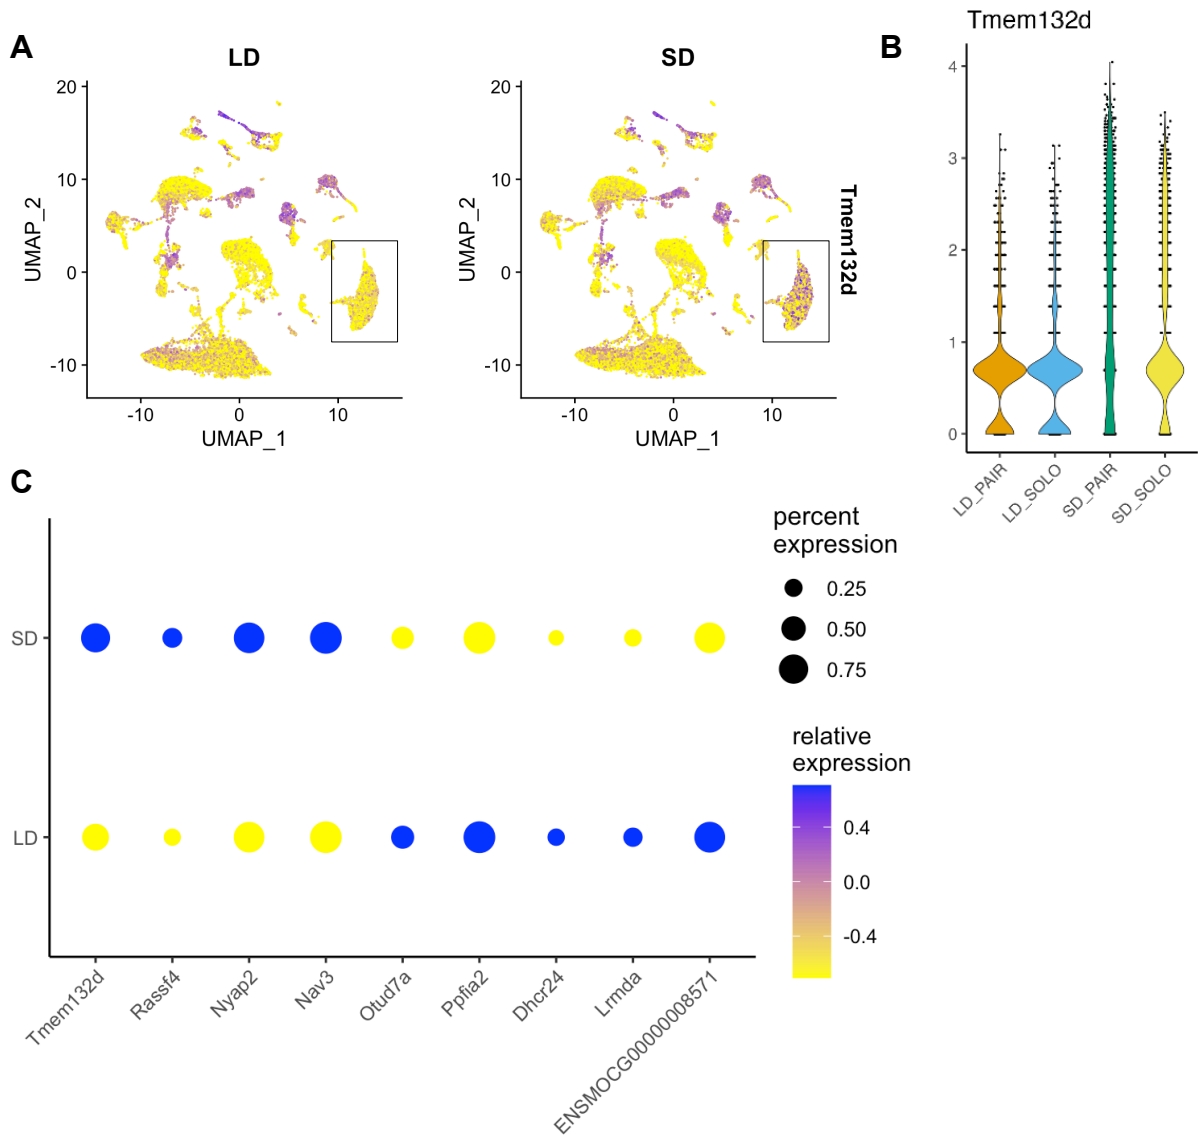 A
LD
SD
20
10
0
-10
UMAP_2
-10
0
10
UMAP_1
20
10
0
-10
UMAP_2
-10
0
10
UMAP_1
Tmem132d
B
Tmem132d
4
3
2
1
0
LD_PAIR
LD_SOLO
SD_PAIR
SD_SOLO
C
SD
LD
Tmem132d
Rassf4
Nyap2
Nav3
Otud7a
Ppfia2
Dhcr24
Lrmda
ENSMOCG00000008571
percent
expression
0.25
0.50
0.75
relative
expression
0.4
0.0
-0.4